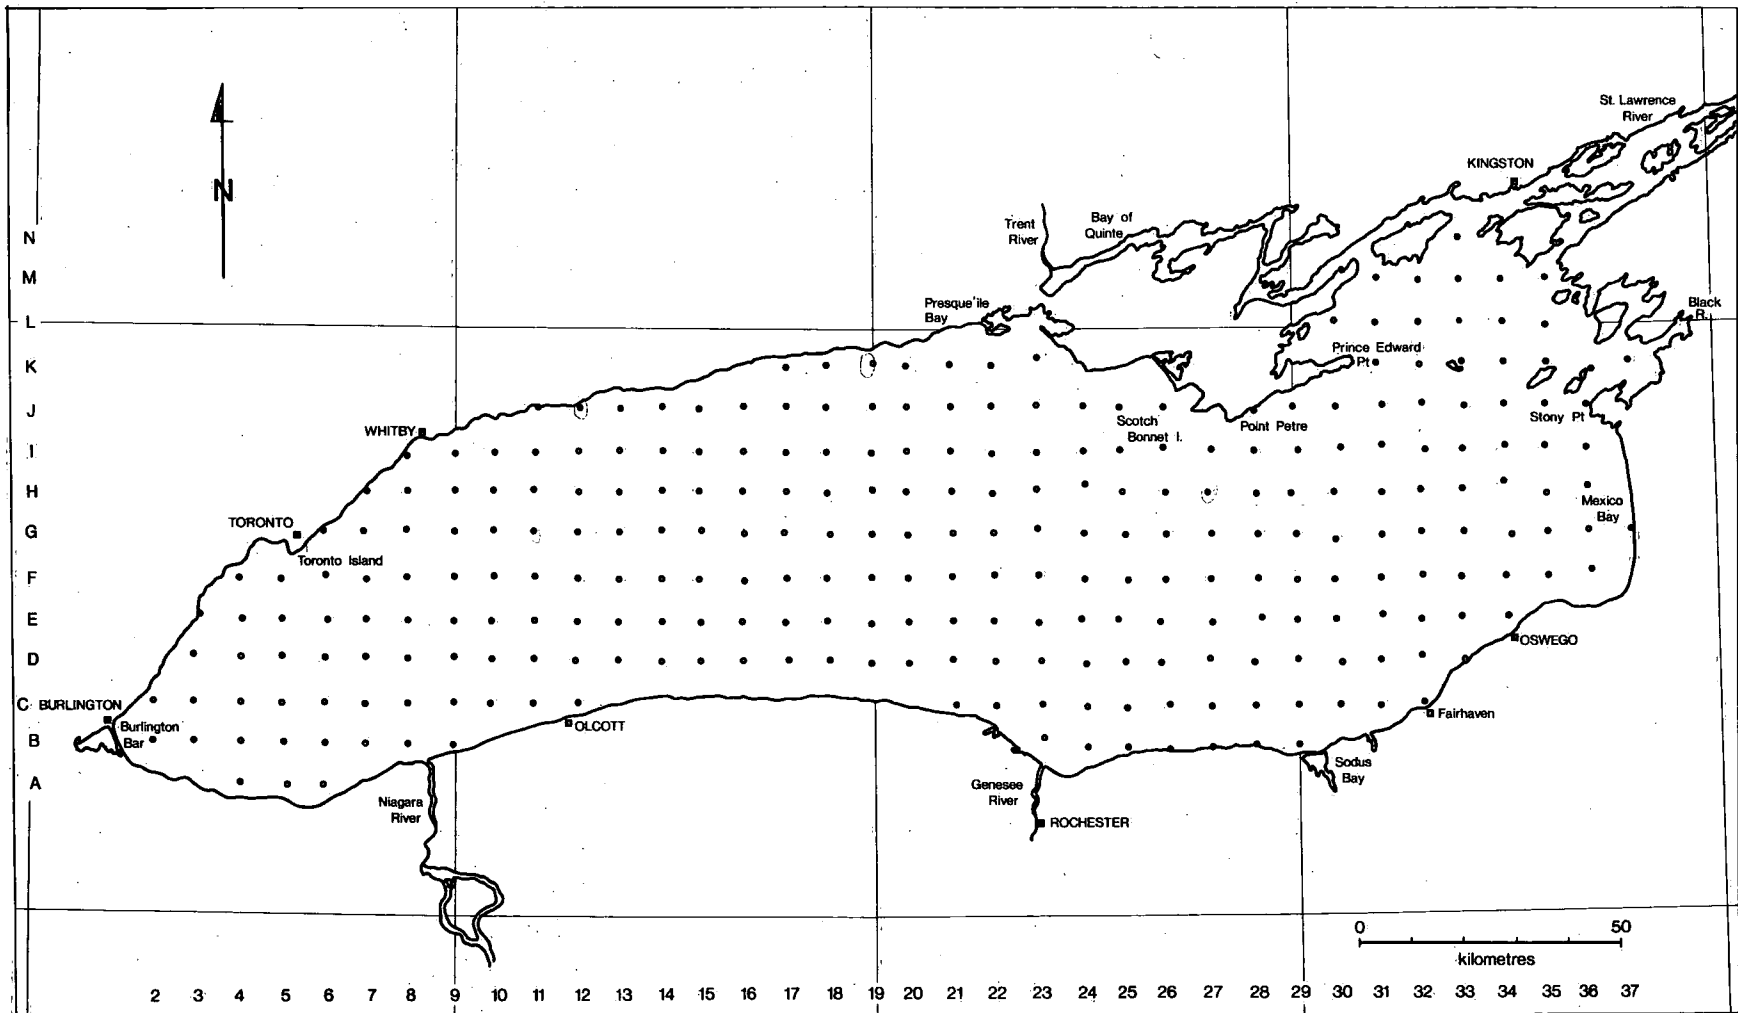 St. Lawrence
River
KINGSTON
N
Trent
River
Bay of
Quinte
N
M
Presque'ile
Bay
Black
R.
L
Prince Edward
Pt
K
J
Scotch
Bonnet I.
Point Petre
Stony Pt
WHITBY
I
H
Mexico
Bay
TORONTO
G
Toronto Island
F
E
OSWEGO
D
C
BURLINGTON
Burlington
Bar
OLCOTT
Fairhaven
B
Sodus
Bay
A
Niagara
River
Genesee
River
ROCHESTER
0 50
kilometres
2 3 4 5 6 7 8 9 10 11 12 13 14 15 16 17 18 19 20 21 22 23 24 25 26 27 28 29 30 31 32 33 34 35 36 37